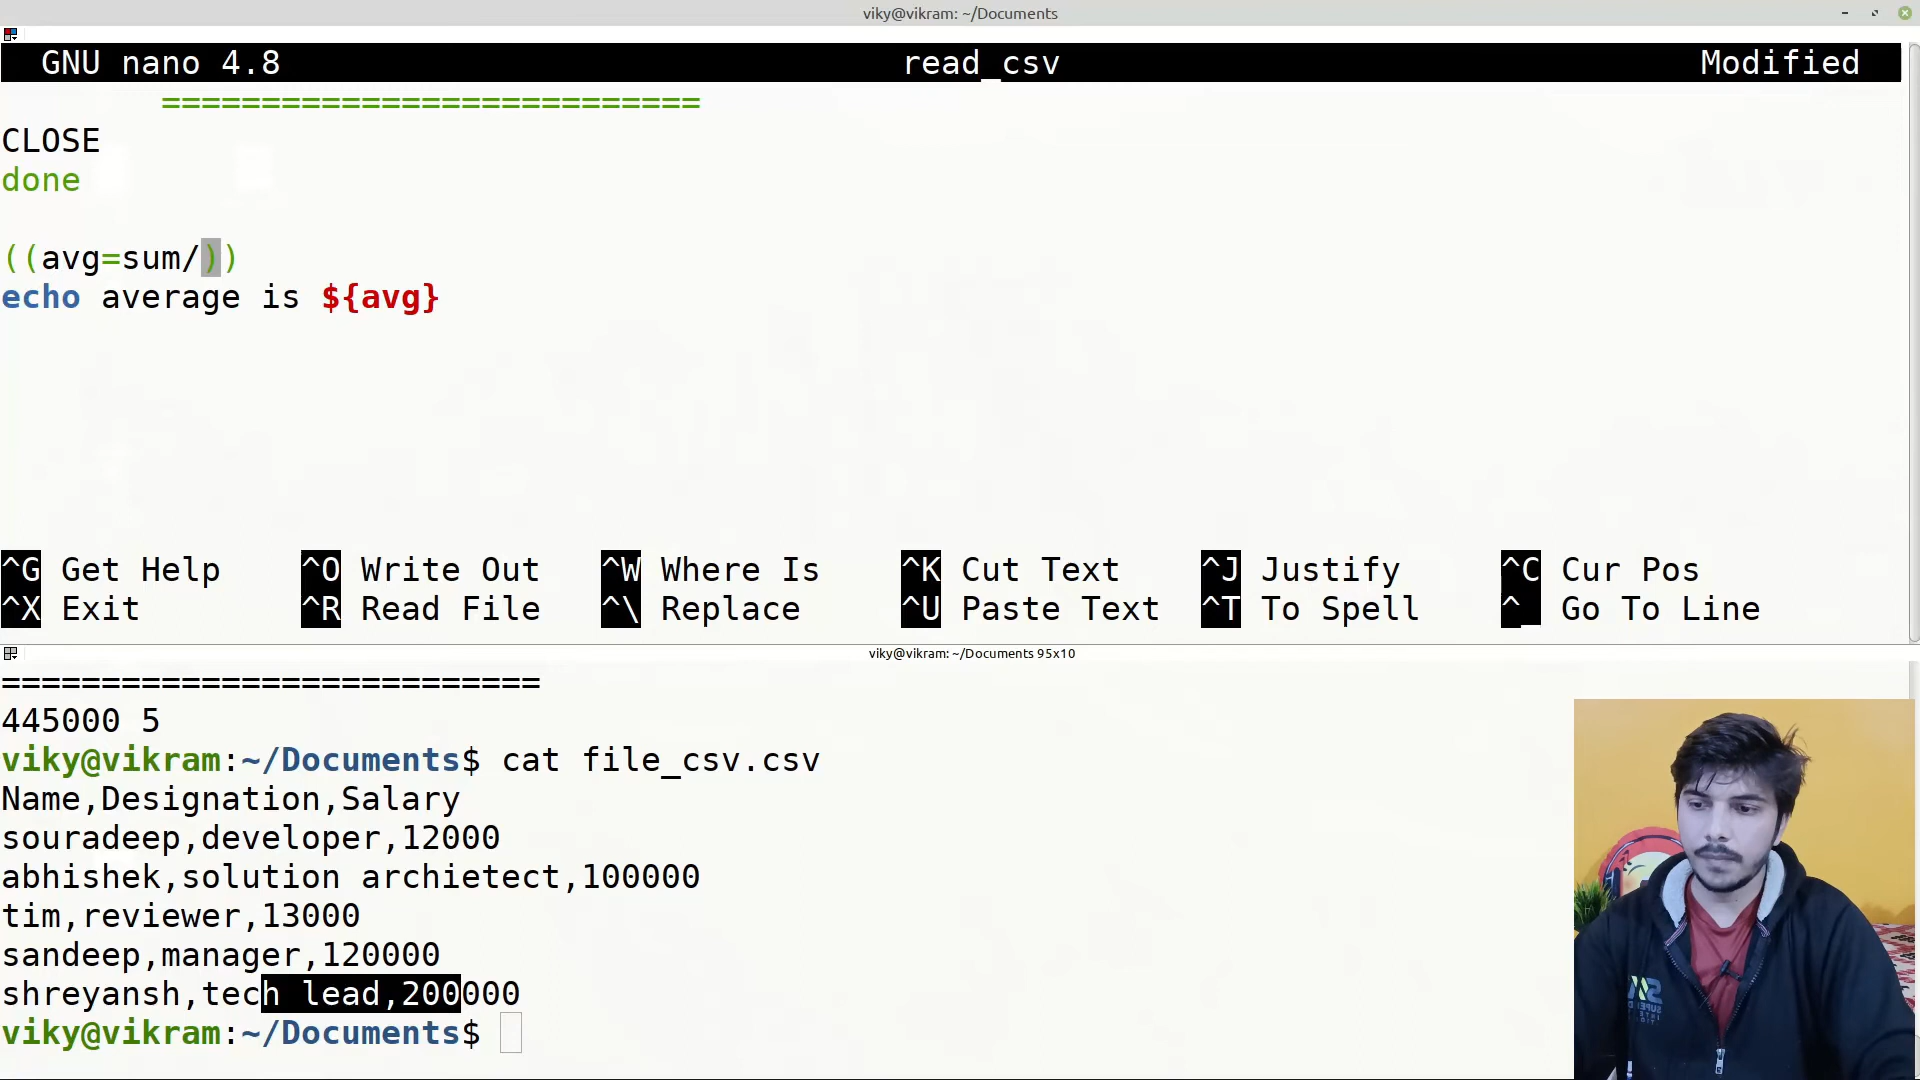 viky@vikram: ~/Documents
GNU nano 4.8 read_csv Modified
===========================
CLOSE
done
((avg=sum/))
echo average is ${avg}
^G Get Help ^O Write Out ^W Where Is ^K Cut Text ^J Justify ^C Cur Pos
^X Exit ^R Read File ^\ Replace ^U Paste Text ^T To Spell ^_ Go To Line
viky@vikram: ~/Documents 95x10
===========================
445000 5
viky@vikram:~/Documents$ cat file_csv.csv
Name,Designation,Salary
souradeep,developer,12000
abhishek,solution archietect,100000
tim,reviewer,13000
sandeep,manager,120000
shreyansh,tech lead,200000
viky@vikram:~/Documents$